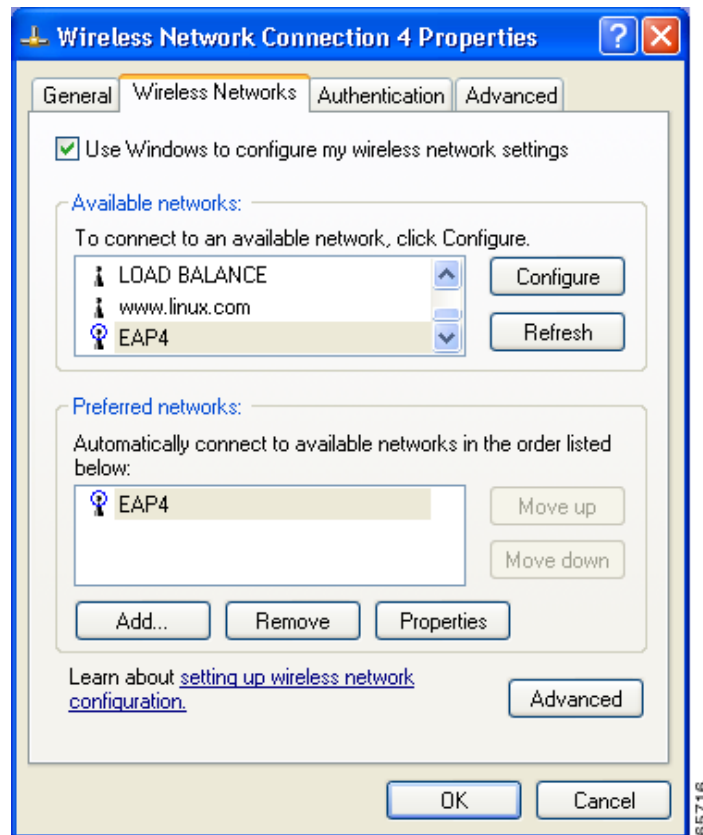 Wireless Network Connection 4 Properties
General Wireless Networks Authentication Advanced
Use Windows to configure my wireless network settings
Available networks:
To connect to an available network, click Configure.
LOAD BALANCE
www.linux.com
EAP4
Configure
Refresh
Preferred networks:
Automatically connect to available networks in the order listed
below:
EAP4
Move up
Move down
Add... Remove Properties
Learn about setting up wireless network
configuration.
Advanced
OK Cancel
65716